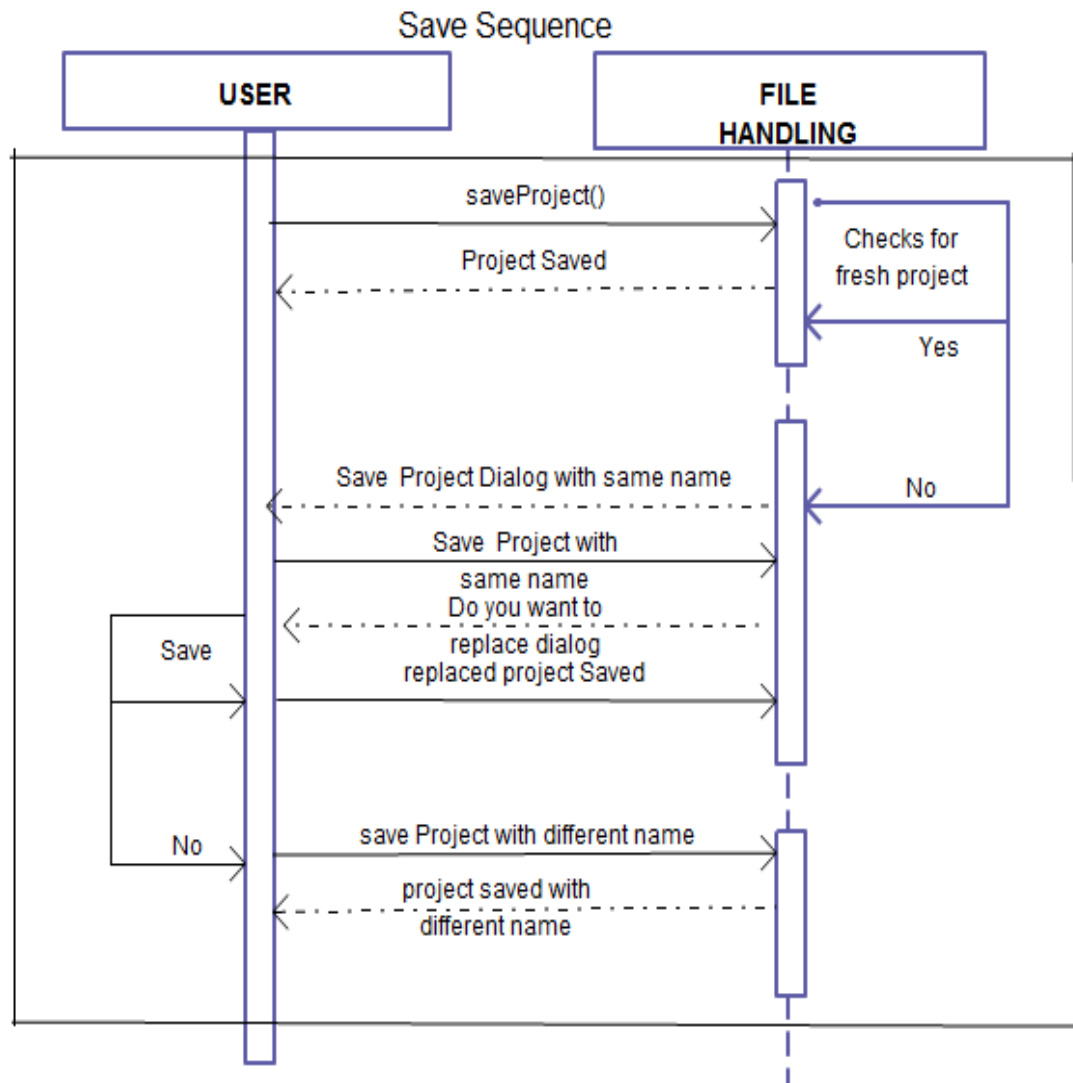 Save Sequence
USER
FILE
HANDLING
saveProject()
Checks for
fresh project
Project Saved
Yes
Save Project Dialog with same name
No
Save Project with
same name
Do you want to
replace dialog
Save
replaced project Saved
No
save Project with different name
project saved with
different name